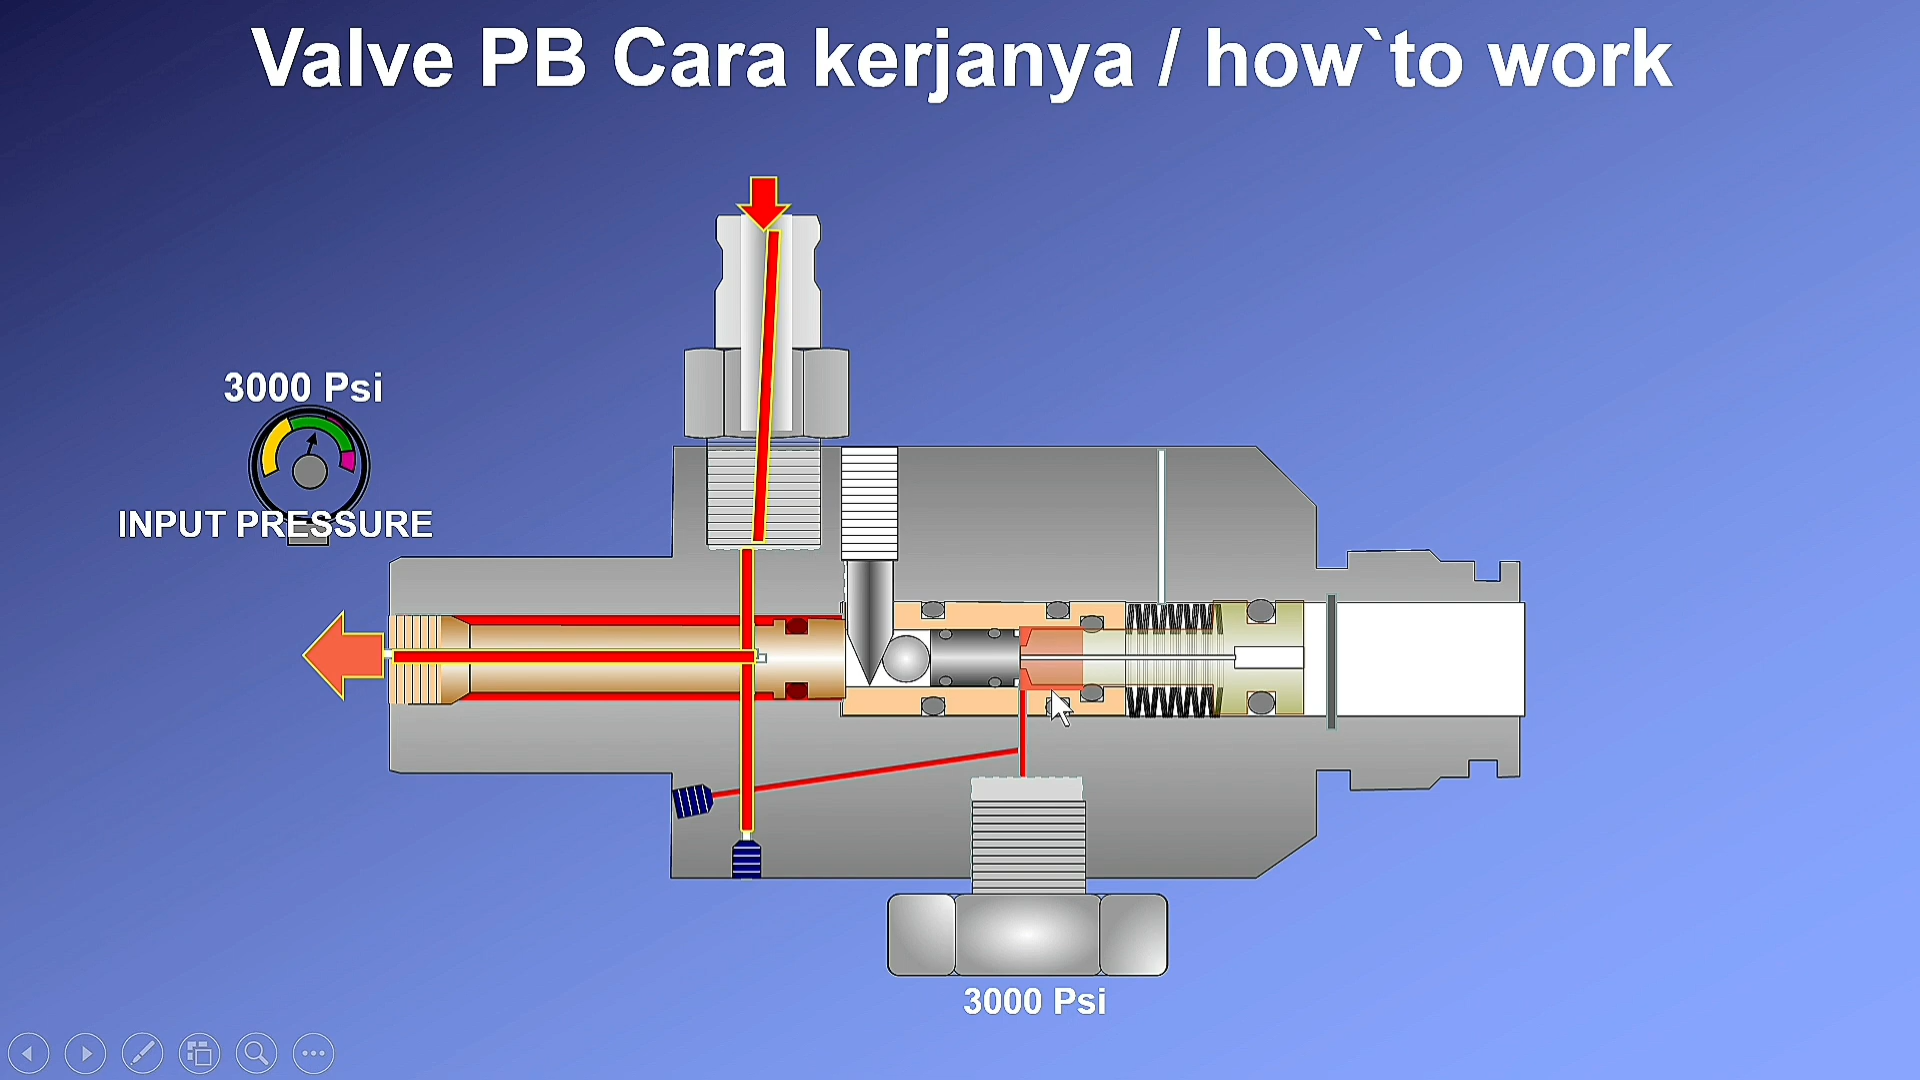 Valve PB Cara kerjanya / how`to work
3000 Psi
INPUT PRESSURE
3000 Psi